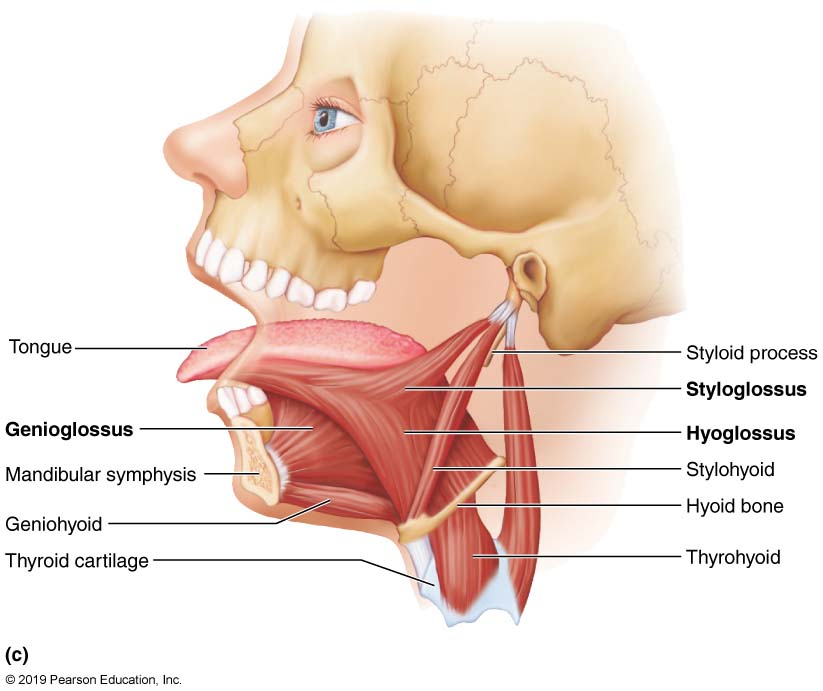 Tongue
Genioglossus
Mandibular symphysis
Geniohyoid
Thyroid cartilage
Styloid process
Styloglossus
Hyoglossus
Stylohyoid
Hyoid bone
Thyrohyoid
(c)
© 2019 Pearson Education, Inc.